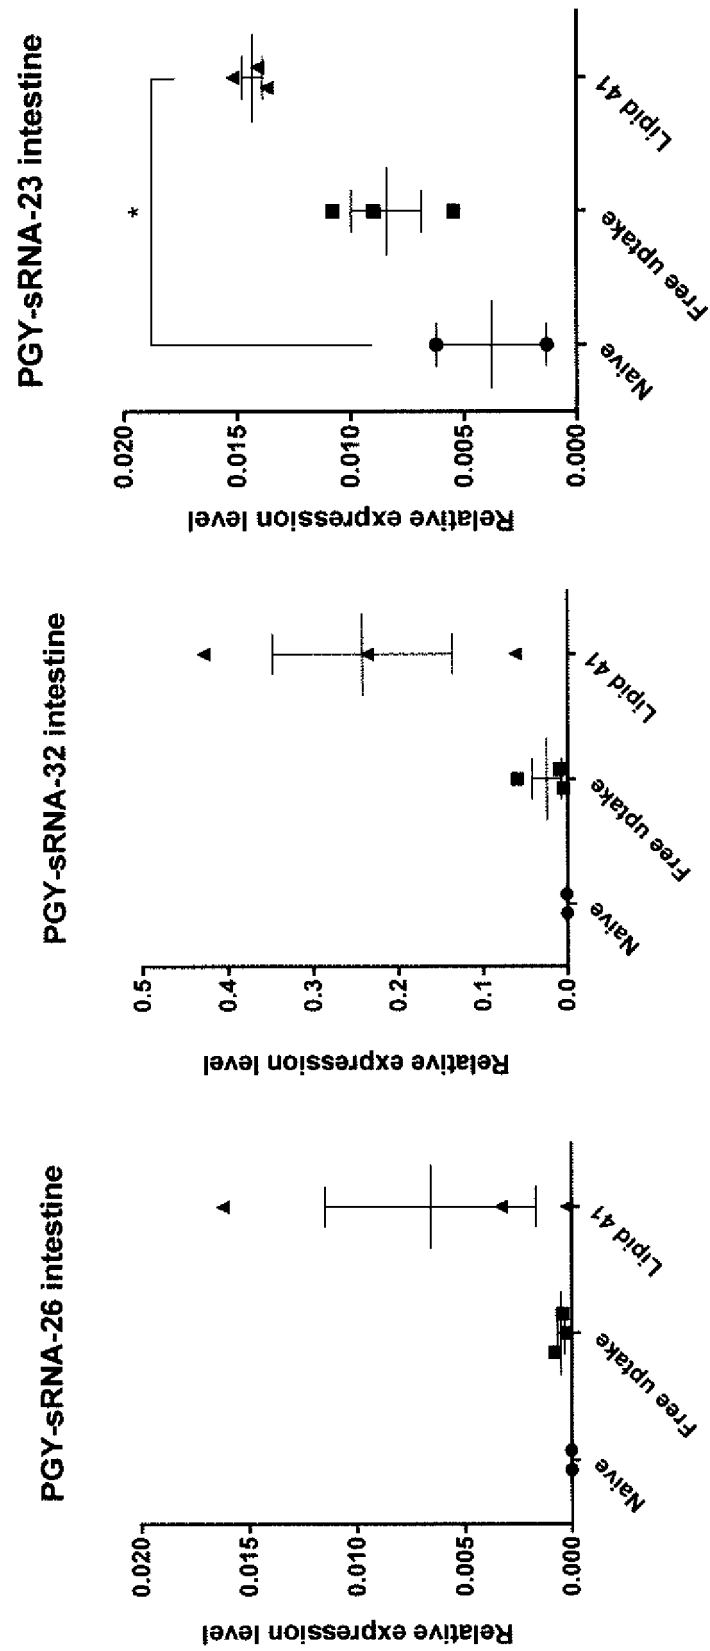 PGY-sRNA-26 intestine
Relative expression level
0.020
0.015
0.010
0.005
0.000
Naive
Free uptake
Lipid 41
PGY-sRNA-32 intestine
Relative expression level
0.5
0.4
0.3
0.2
0.1
0.0
Naive
Free uptake
Lipid 41
PGY-sRNA-23 intestine
Relative expression level
0.020
0.015
0.010
0.005
0.000
*
Naive
Free uptake
Lipid 41